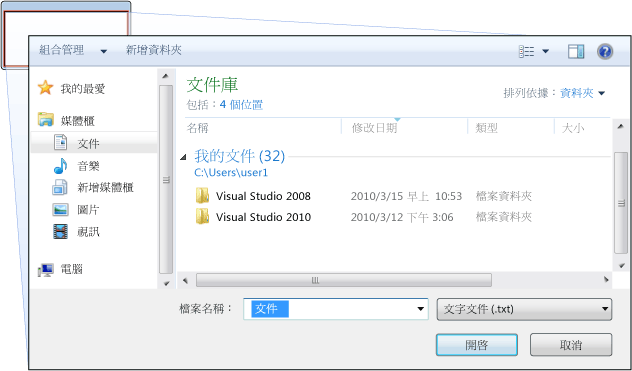 組合管理 新增資料夾
我的最愛
媒體櫃
文件
音樂
新增媒體櫃
圖片
視訊
電腦
文件庫
包括：4 個位置
排列依據：資料夾
名稱 修改日期 類型 大小
我的文件 (32)
C:\Users\user1
Visual Studio 2008 2010/3/15 早上 10:53 檔案資料夾
Visual Studio 2010 2010/3/12 下午 3:06 檔案資料夾
檔案名稱： 文件 文字文件 (.txt)
開啓 取消